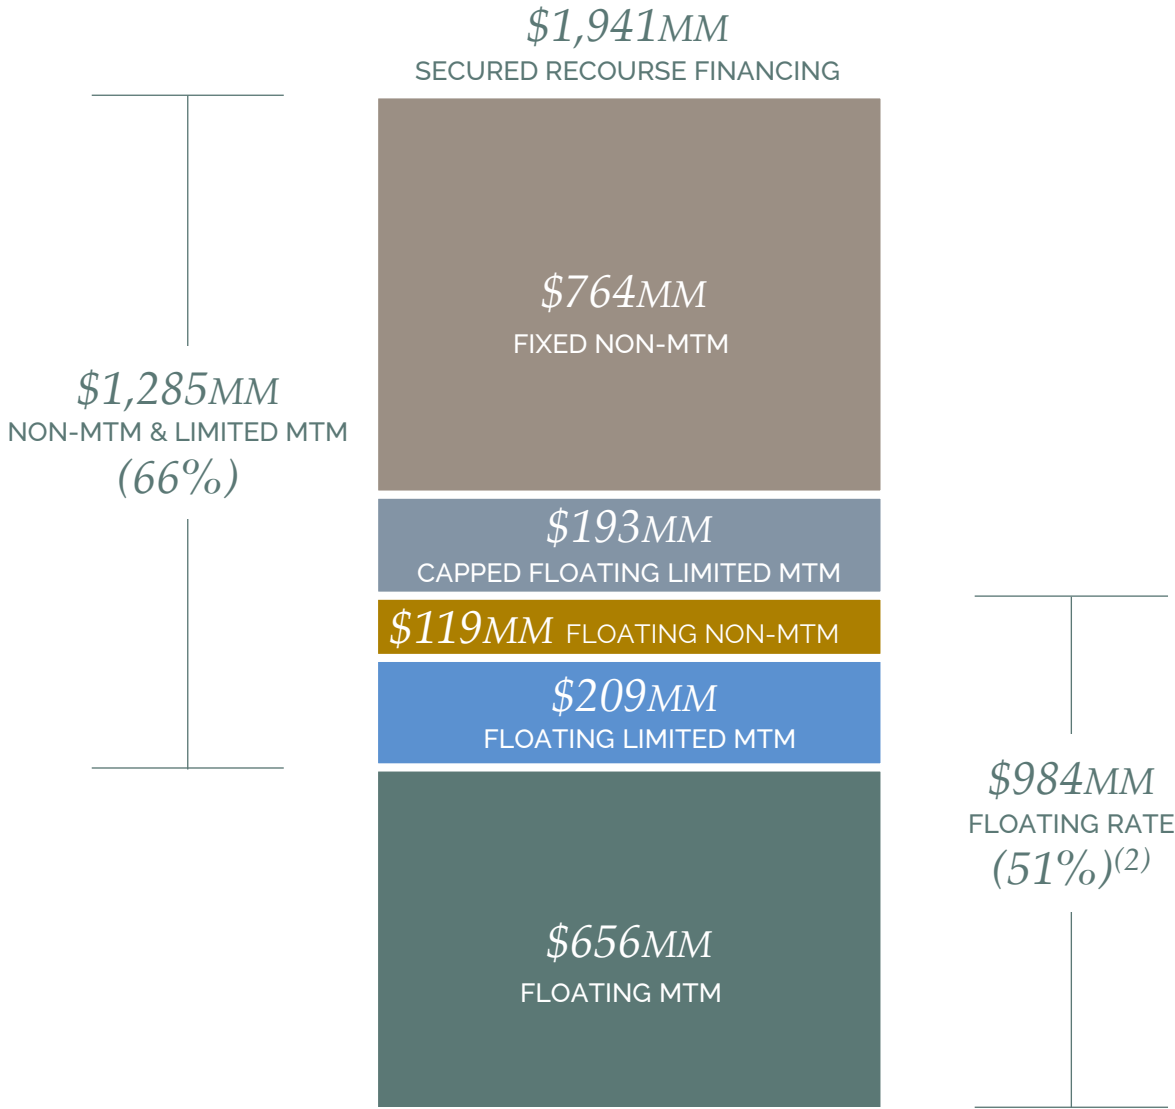 $1,941MM
SECURED RECOURSE FINANCING
$764MM
FIXED NON-MTM
$1,285MM
NON-MTM & LIMITED MTM
(66%)
$193MM
CAPPED FLOATING LIMITED MTM
$119MM FLOATING NON-MTM
$209MM
FLOATING LIMITED MTM
$984MM
FLOATING RATE
(51%)(2)
$656MM
FLOATING MTM